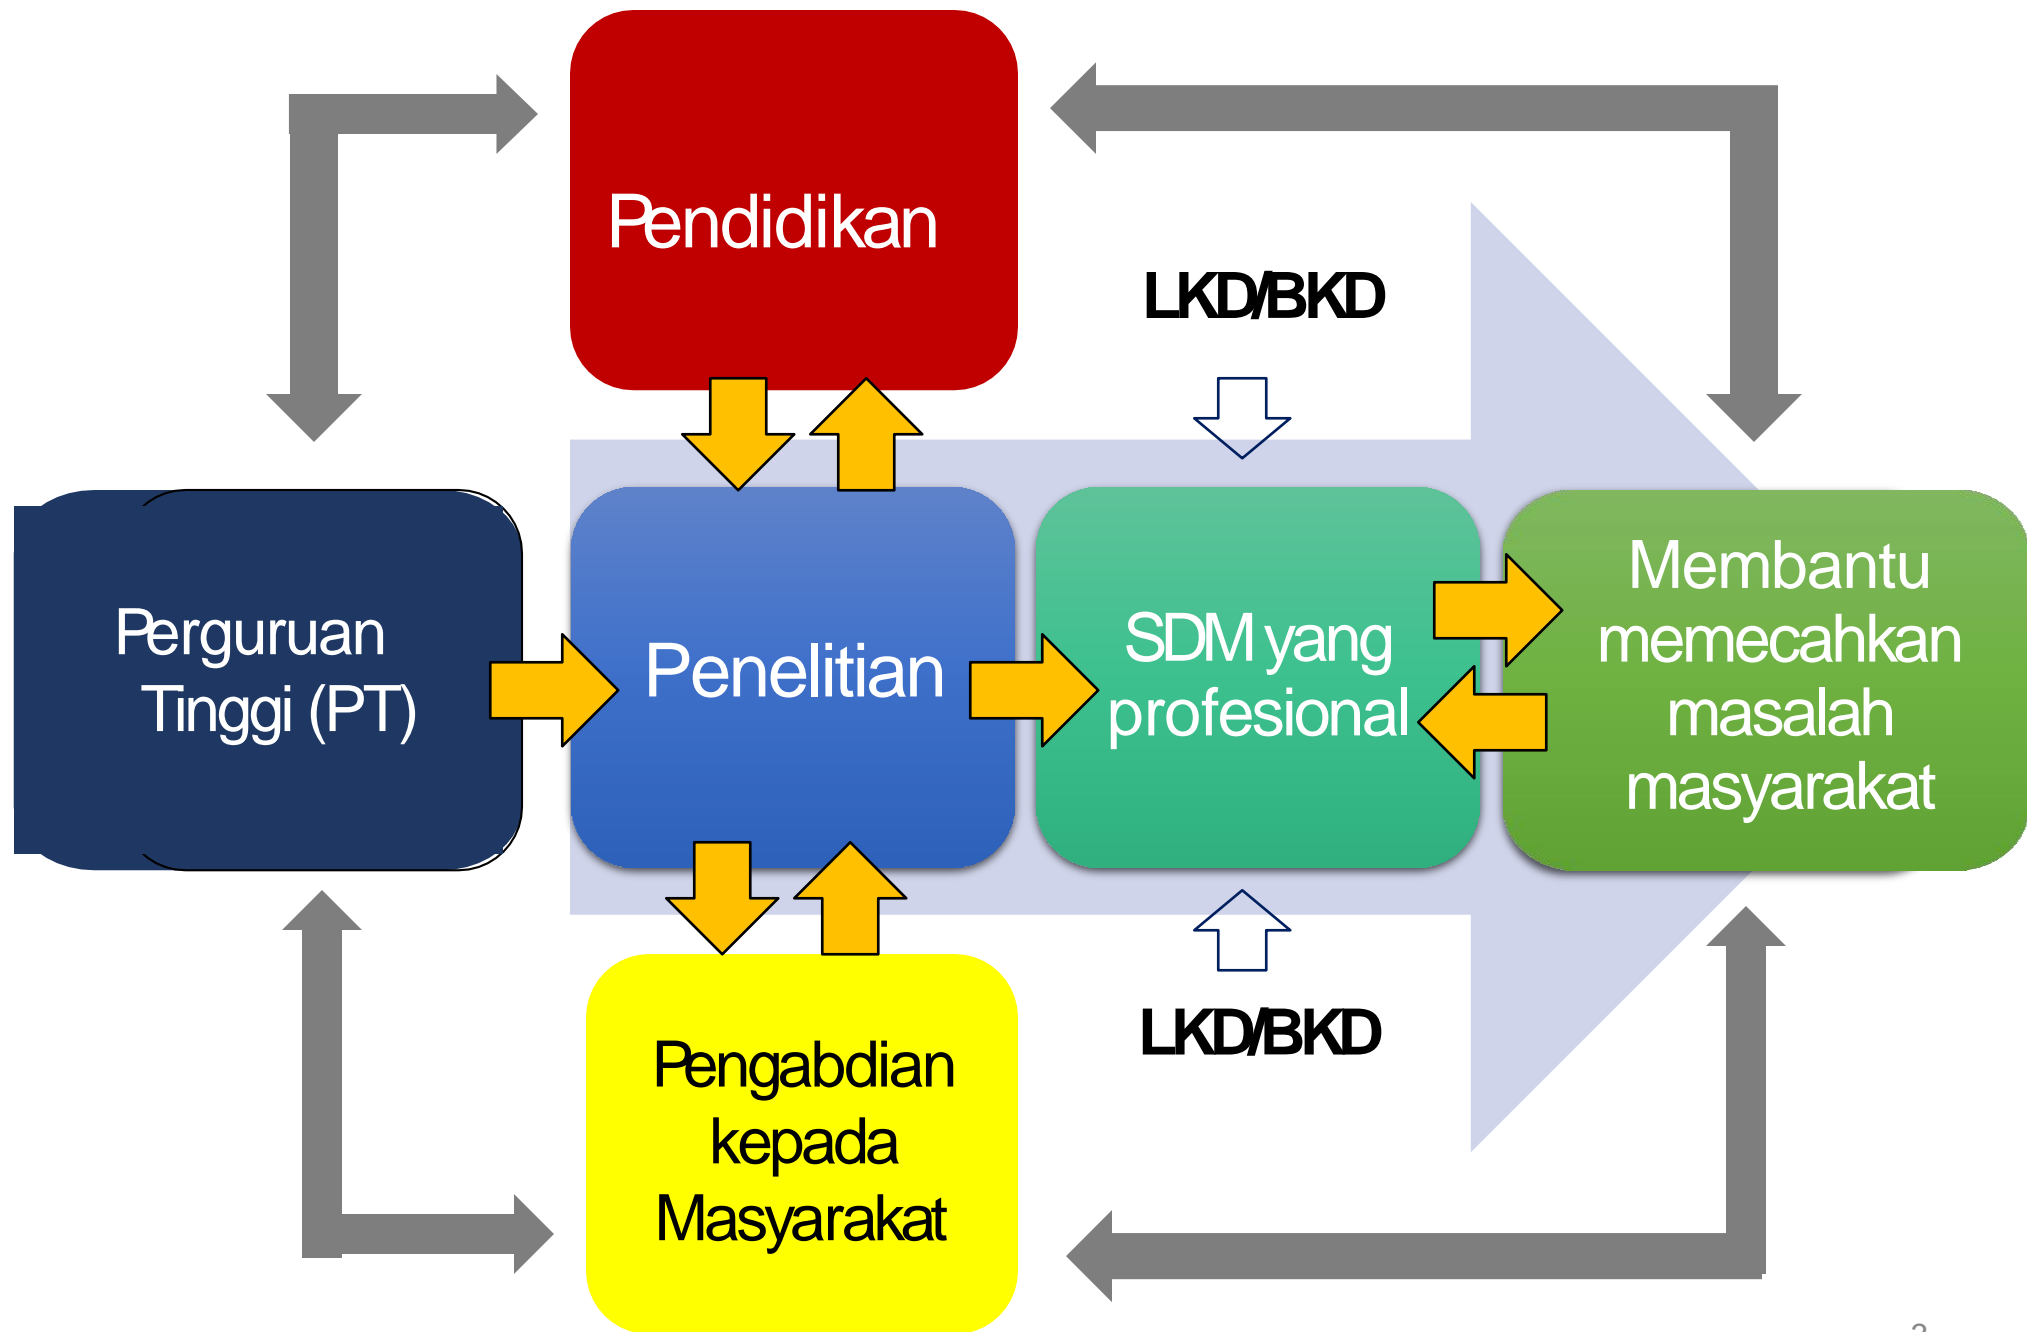 Pendidikan
LKD/BKD
Perguruan
Tinggi (PT)
Penelitian
SDM yang
profesional
Membantu
memecahkan
masalah
masyarakat
LKD/BKD
Pengabdian
kepada
Masyarakat